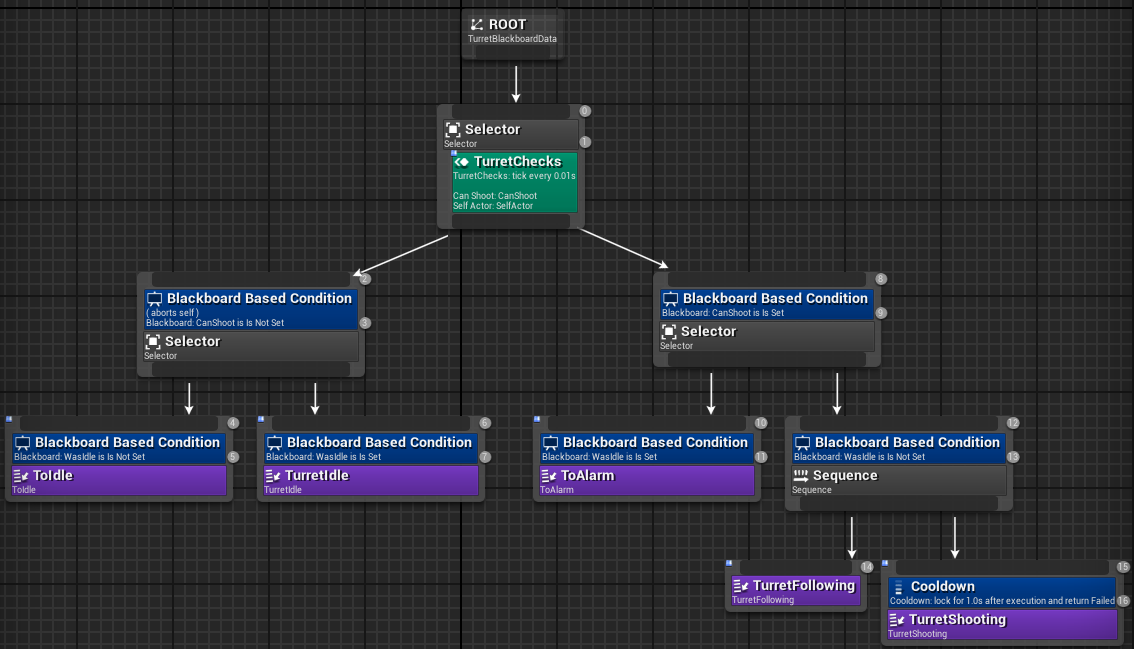 ROOT
TurretBlackboardData
0
Selector
1
Selector
TurretChecks
TurretChecks: tick every 0.01s
Can Shoot: CanShoot
Self Actor: SelfActor
2
Blackboard Based Condition
( aborts self )
Blackboard: CanShoot is Is Not Set
3
Selector
Selector
8
Blackboard Based Condition
Blackboard: CanShoot is Is Set
9
Selector
Selector
4
Blackboard Based Condition
Blackboard: WasIdle is Is Not Set
5
ToIdle
ToIdle
6
Blackboard Based Condition
Blackboard: WasIdle is Is Set
7
TurretIdle
TurretIdle
10
Blackboard Based Condition
Blackboard: WasIdle is Is Set
11
ToAlarm
ToAlarm
12
Blackboard Based Condition
Blackboard: WasIdle is Is Not Set
13
Sequence
Sequence
14
TurretFollowing
TurretFollowing
15
Cooldown
Cooldown: lock for 1.0s after execution and return Failed
16
TurretShooting
TurretShooting